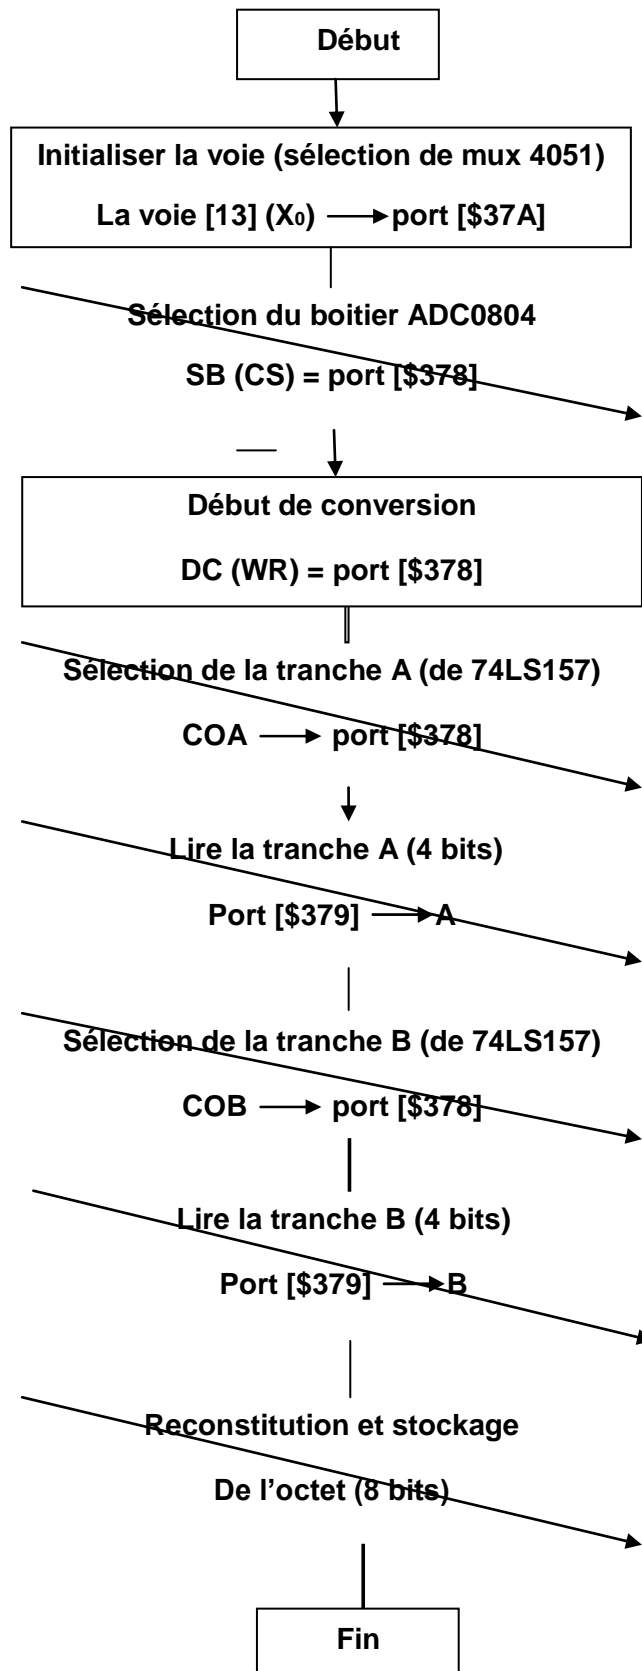 Début
Initialiser la voie (sélection de mux 4051)
La voie [13] (X₀) → port [$37A]
Sélection du boitier ADC0804
SB (CS) = port [$378]
Début de conversion
DC (WR) = port [$378]
Sélection de la tranche A (de 74LS157)
COA → port [$378]
Lire la tranche A (4 bits)
Port [$379] → A
Sélection de la tranche B (de 74LS157)
COB → port [$378]
Lire la tranche B (4 bits)
Port [$379] → B
Reconstitution et stockage
De l’octet (8 bits)
Fin